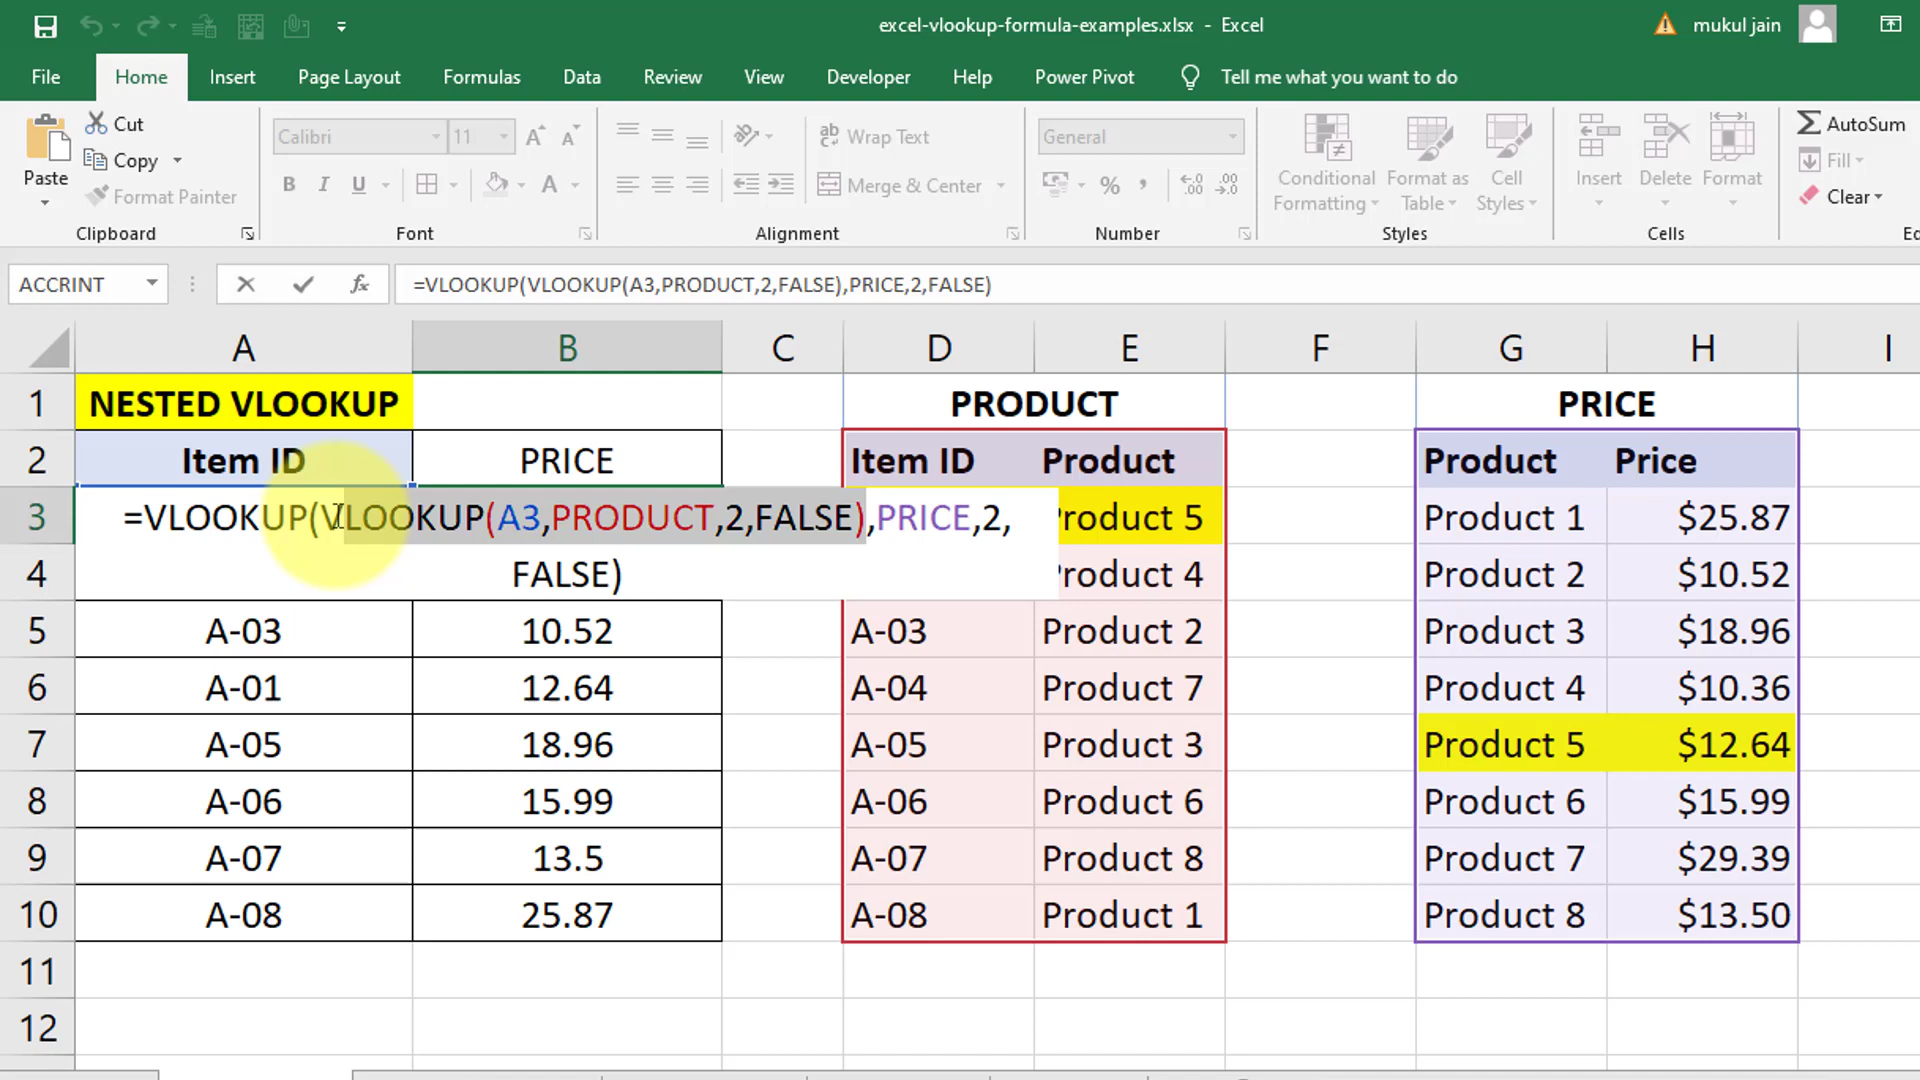 excel-vlookup-formula-examples.xlsx - Excel
mukul jain
File Home Insert Page Layout Formulas Data Review View Developer Help Power Pivot Tell me what you want to do
Paste
Cut
Copy
Format Painter
Clipboard
Calibri 11
B I U
Font
Wrap Text
Merge & Center
Alignment
General
Number
Conditional Formatting
Format as Table
Cell Styles
Styles
Insert Delete Format
Cells
AutoSum
Fill
Clear
ACCRINT fx =VLOOKUP(VLOOKUP(A3,PRODUCT,2,FALSE),PRICE,2,FALSE)
A B C D E F G H I
1 NESTED VLOOKUP PRODUCT PRICE
2 Item ID PRICE Item ID Product Product Price
3 =VLOOKUP(VLOOKUP(A3,PRODUCT,2,FALSE),PRICE,2, Product 5 Product 1 $25.87
4 FALSE) Product 4 Product 2 $10.52
5 A-03 10.52 A-03 Product 2 Product 3 $18.96
6 A-01 12.64 A-04 Product 7 Product 4 $10.36
7 A-05 18.96 A-05 Product 3 Product 5 $12.64
8 A-06 15.99 A-06 Product 6 Product 6 $15.99
9 A-07 13.5 A-07 Product 8 Product 7 $29.39
10 A-08 25.87 A-08 Product 1 Product 8 $13.50
11
12